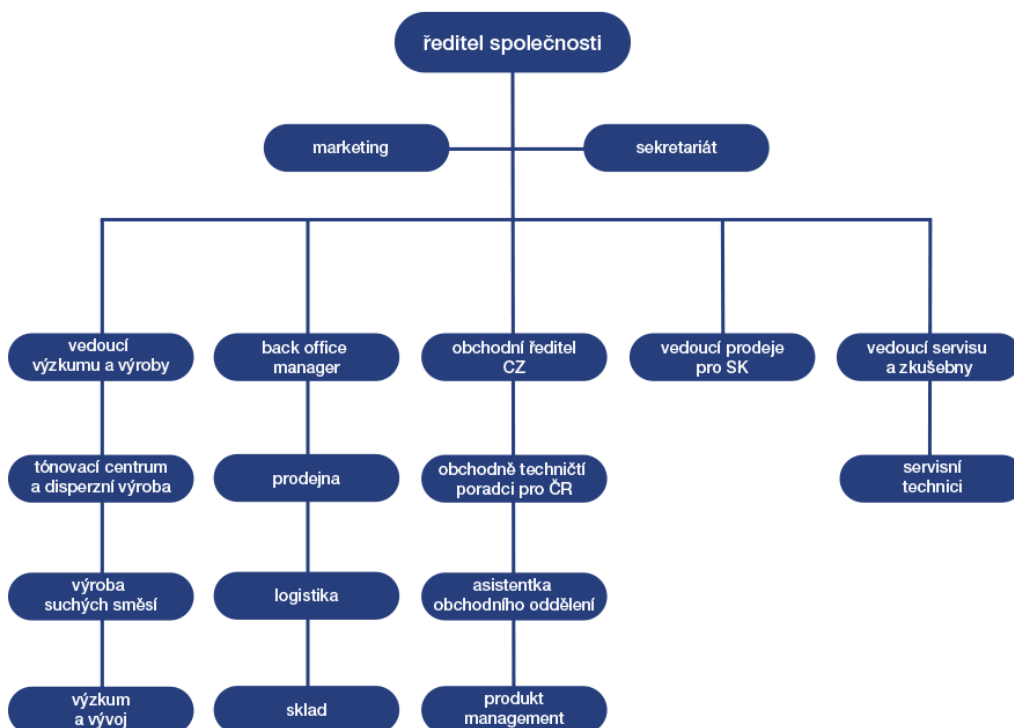 ředitel společnosti
marketing
sekretariát
vedoucí
výzkumu a výroby
back office
manager
obchodní ředitel
CZ
vedoucí prodeje
pro SK
vedoucí servisu
a zkušebny
tónovací centrum
a disperzní výroba
prodejna
obchodně techničtí
poradci pro ČR
servisní
technici
výroba
suchých směsí
logistika
asistentka
obchodního oddělení
výzkum
a vývoj
sklad
produkt
management